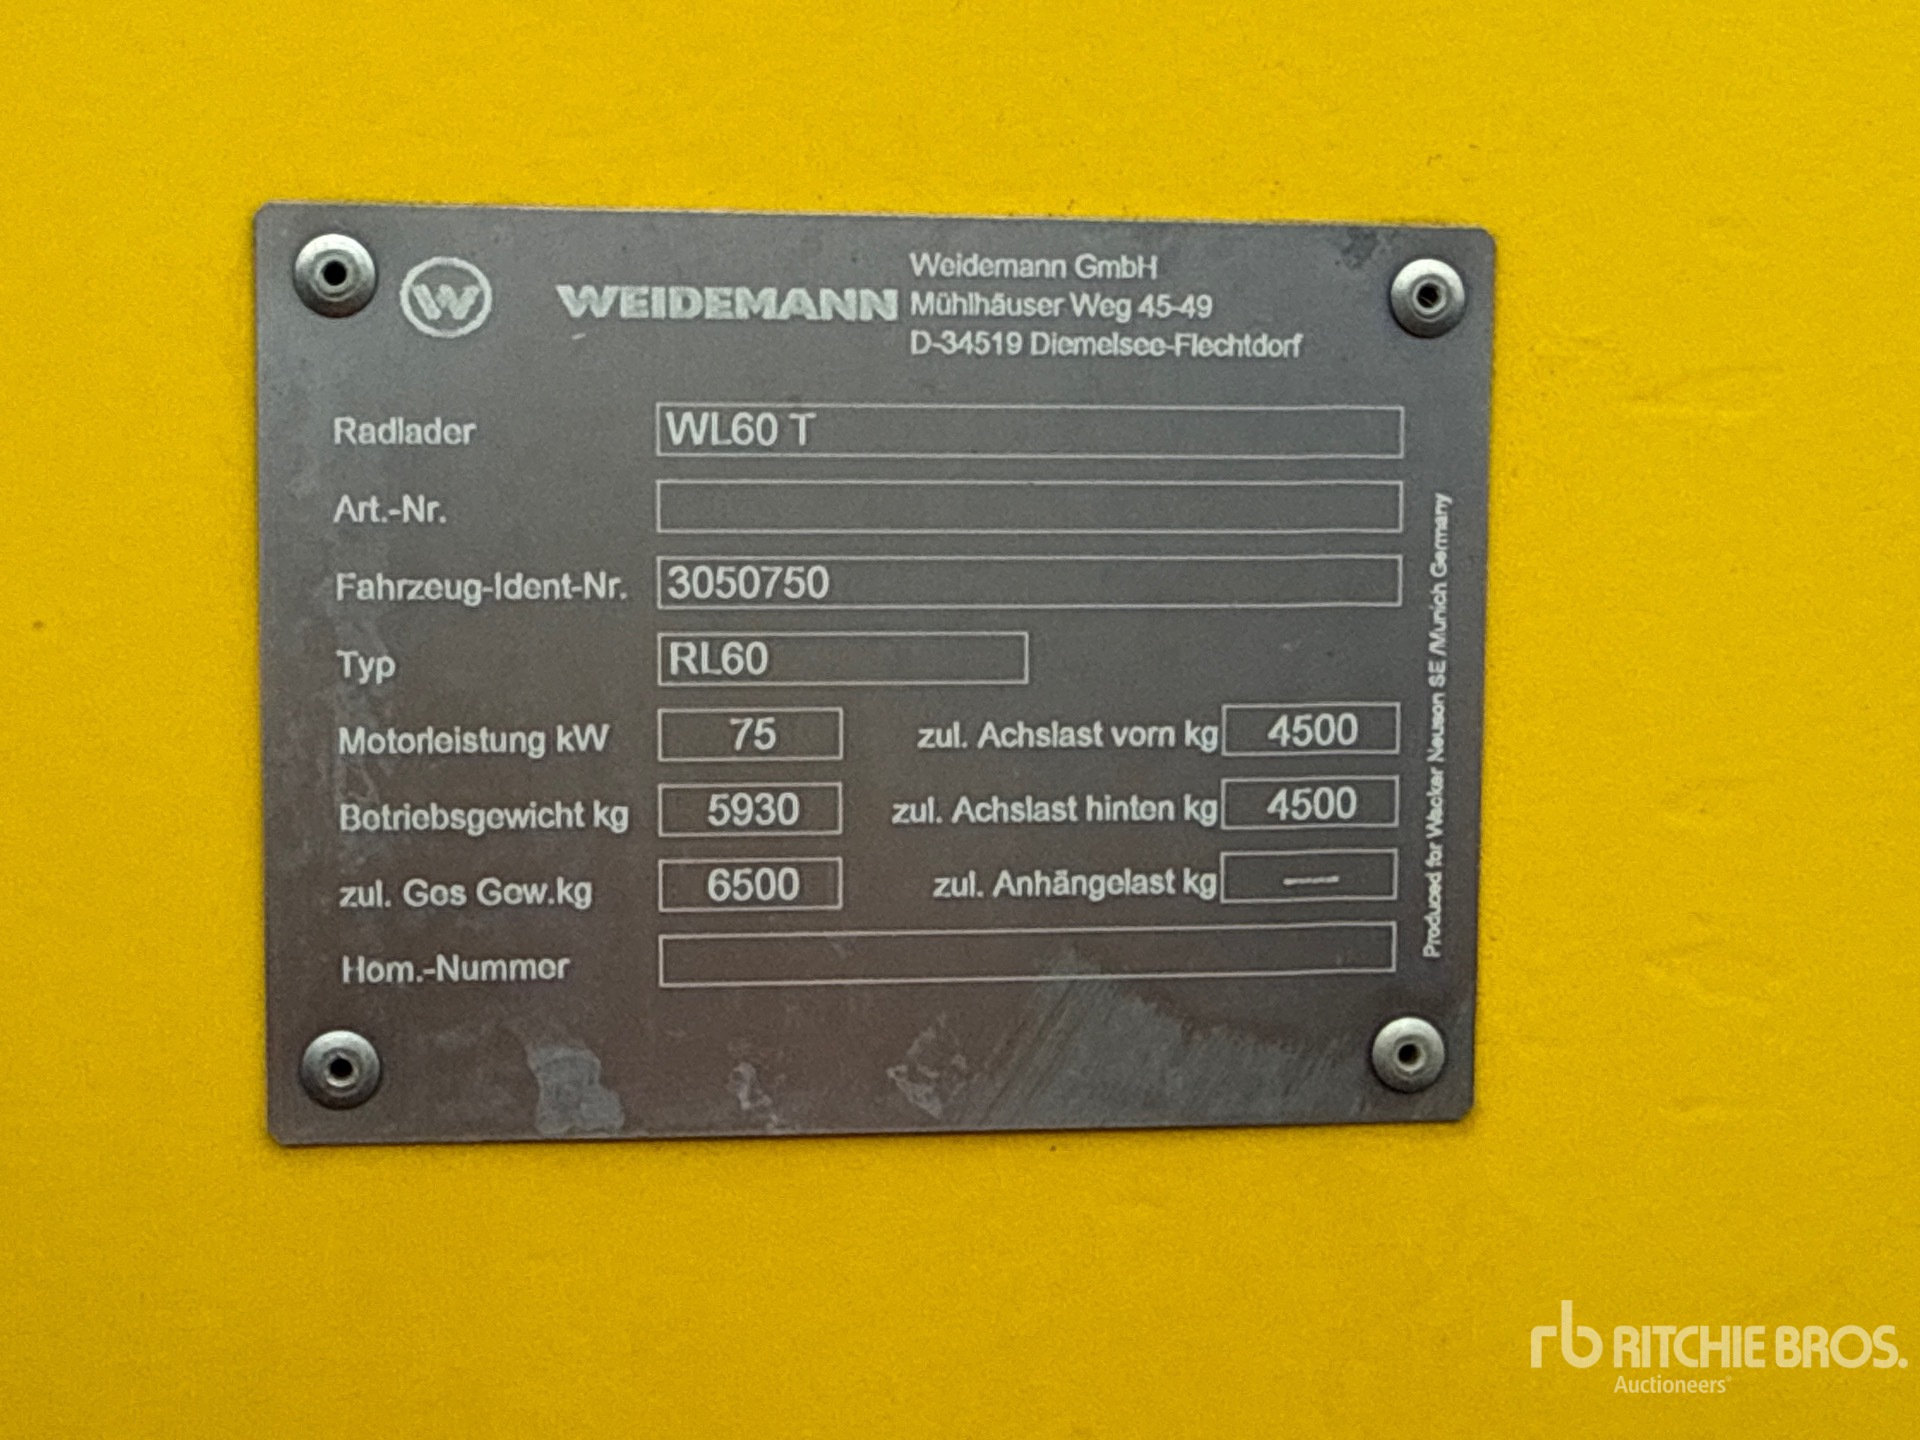 W WEIDEMANN
Weidemann GmbH
Mühlhäuser Weg 45-49
D-34519 Diemelsee-Flechtdorf
Radlader WL60 T
Art.-Nr.
Fahrzeug-Ident-Nr. 3050750
Typ RL60
Motorleistung kW 75 zul. Achslast vorn kg 4500
Betriebsgewicht kg 5930 zul. Achslast hinten kg 4500
zul. Ges Gew.kg 6500 zul. Anhängelast kg —
Hom.-Nummer
Produced for Wacker Neuson SE /Munich Germany
rb RITCHIE BROS.
Auctioneers